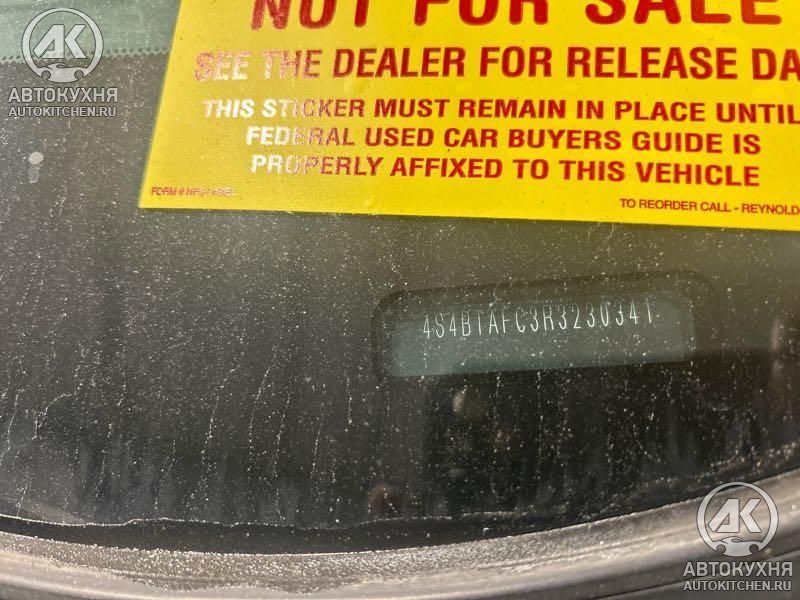 АК
АВТОКУХНЯ
AUTOKITCHEN.RU
NOT FOR SALE
SEE THE DEALER FOR RELEASE DA
THIS STICKER MUST REMAIN IN PLACE UNTIL
FEDERAL USED CAR BUYERS GUIDE IS
PROPERLY AFFIXED TO THIS VEHICLE
FORM #
TO REORDER CALL - REYNOLD
4S4BTAFC3R3230341
АК
АВТОКУХНЯ
AUTOKITCHEN.RU